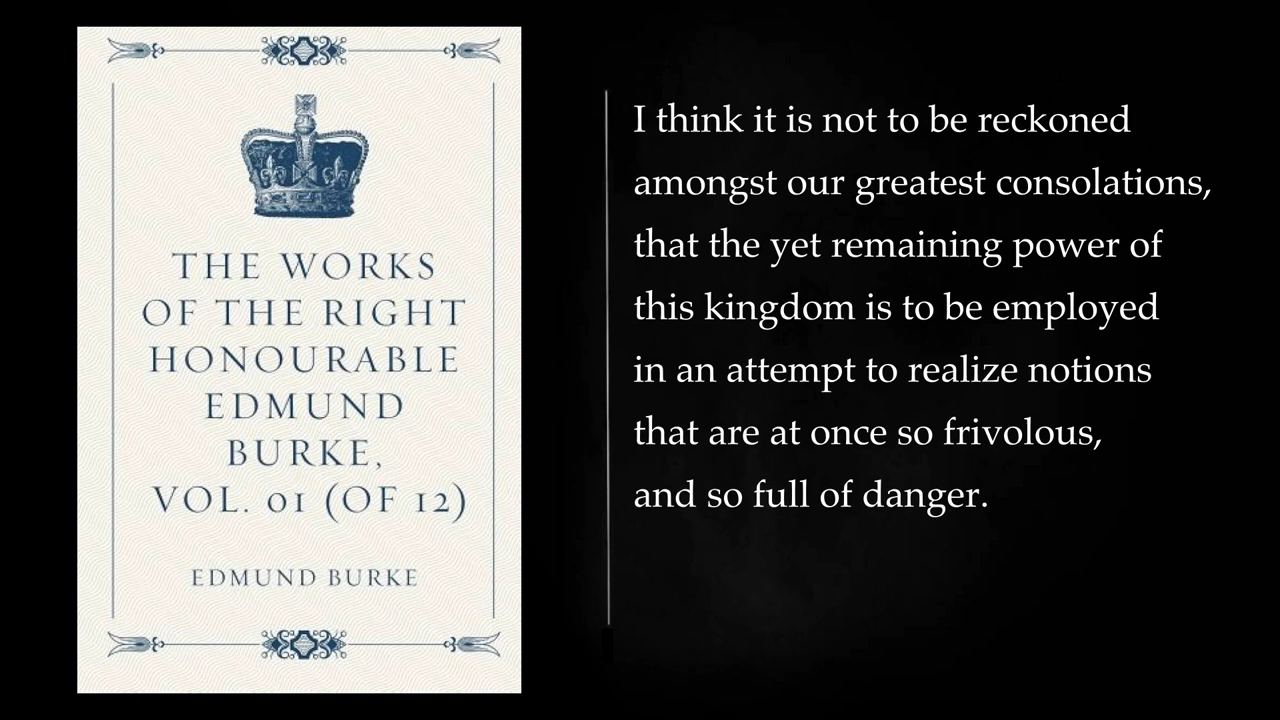 THE WORKS
OF THE RIGHT
HONOURABLE
EDMUND
BURKE,
VOL. 01 (OF 12)
EDMUND BURKE
I think it is not to be reckoned
amongst our greatest consolations,
that the yet remaining power of
this kingdom is to be employed
in an attempt to realize notions
that are at once so frivolous,
and so full of danger.